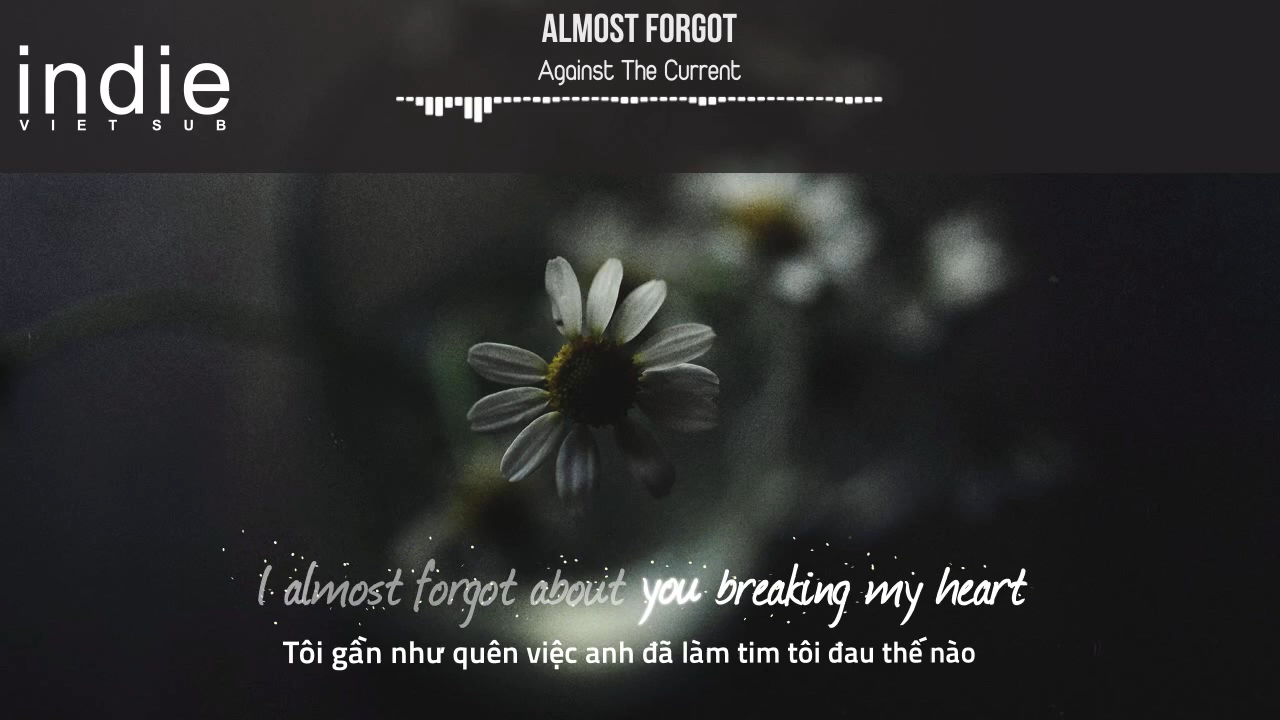 ALMOST FORGOT
Against The Current
indie
VIET SUB
I almost forgot about you breaking my heart
Tôi gần như quên việc anh đã làm tim tôi đau thế nào